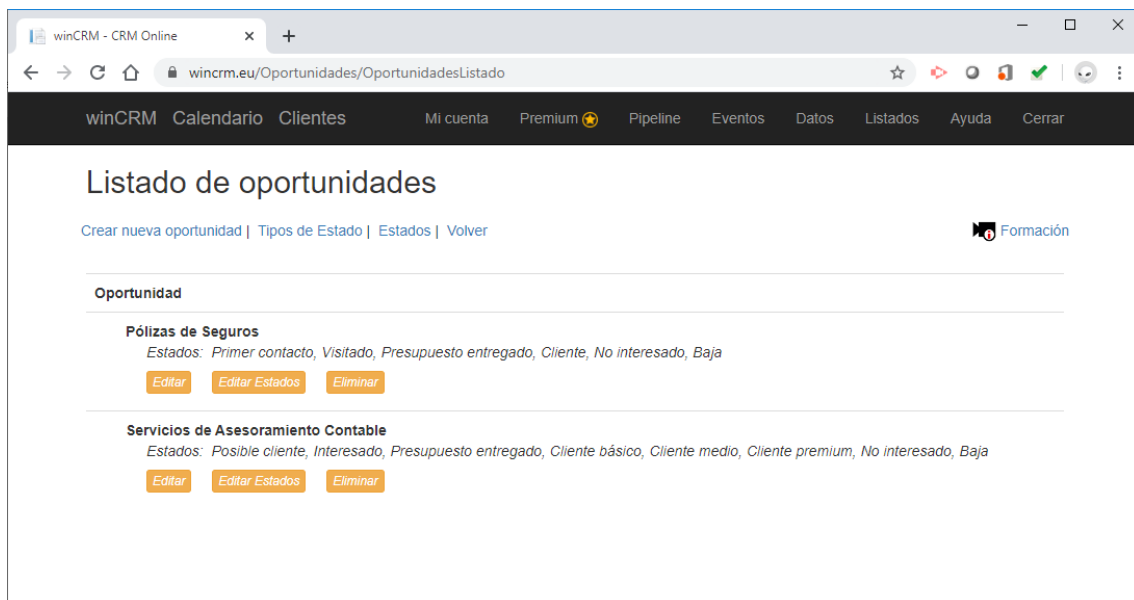 winCRM - CRM Online
wincrm.eu/Oportunidades/OportunidadesListado
winCRM Calendario Clientes Mi cuenta Premium Pipeline Eventos Datos Listados Ayuda Cerrar
Listado de oportunidades
Crear nueva oportunidad | Tipos de Estado | Estados | Volver Formación
Oportunidad
Pólizas de Seguros
Estados: Primer contacto, Visitado, Presupuesto entregado, Cliente, No interesado, Baja
Editar Editar Estados Eliminar
Servicios de Asesoramiento Contable
Estados: Posible cliente, Interesado, Presupuesto entregado, Cliente básico, Cliente medio, Cliente premium, No interesado, Baja
Editar Editar Estados Eliminar